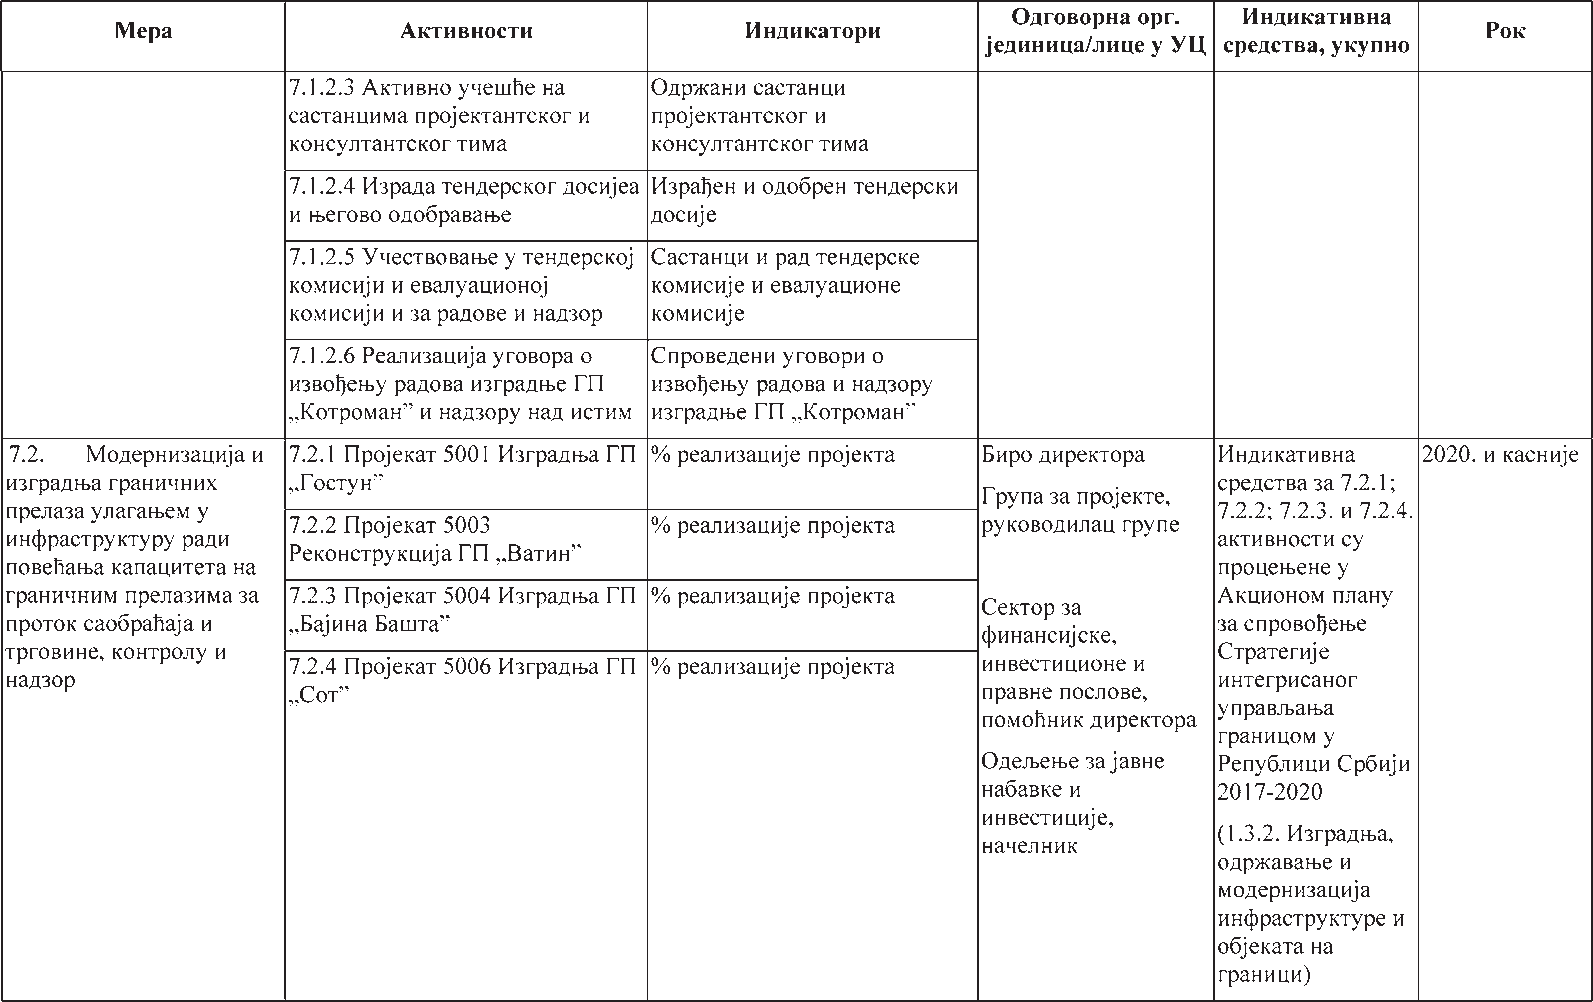 Мера
Активности
Индикатори
Одговорна орг.
јединица/лице у УЦ
Индикативна
средства, укупно
Рок
7.1.2.3 Активно учешће на
састанцима пројектантског и
консултантског тима
Одржани састанци
пројектантског и
консултантског тима
7.1.2.4 Израда тендерског досијеа
и његово одобравање
Израђен и одобрен тендерски
досије
7.1.2.5 Учествовање у тендерској
комисији и евалуационој
комисији и за радове и надзор
Састанци и рад тендерске
комисије и евалуационе
комисије
7.1.2.6 Реализација уговора о
извођењу радова изградње ГП
„Котроман” и надзору над истим
Спроведени уговори о
извођењу радова и надзору
изградње ГП „Котроман”
7.2. Модернизација и
изградња граничних
прелаза улагањем у
инфраструктуру ради
повећања капацитета на
граничним прелазима за
проток саобраћаја и
трговине, контролу и
надзор
7.2.1 Пројекат 5001 Изградња ГП
„Гостун”
% реализације пројекта
7.2.2 Пројекат 5003
Реконструкција ГП „Ватин”
% реализације пројекта
7.2.3 Пројекат 5004 Изградња ГП
„Бајина Башта”
% реализације пројекта
7.2.4 Пројекат 5006 Изградња ГП
„Сот”
% реализације пројекта
Биро директора
Група за пројекте,
руководилац групе
Сектор за
финансијске,
инвестиционе и
правне послове,
помоћник директора
Одељење за јавне
набавке и
инвестиције,
начелник
Индикативна
средства за 7.2.1;
7.2.2; 7.2.3. и 7.2.4.
активности су
процењене у
Акционом плану
за спровођење
Стратегије
интегрисаног
управљања
границом у
Републици Србији
2017-2020
(1.3.2. Изградња,
одржавање и
модернизација
инфраструктуре и
објеката на
граници)
2020. и касније